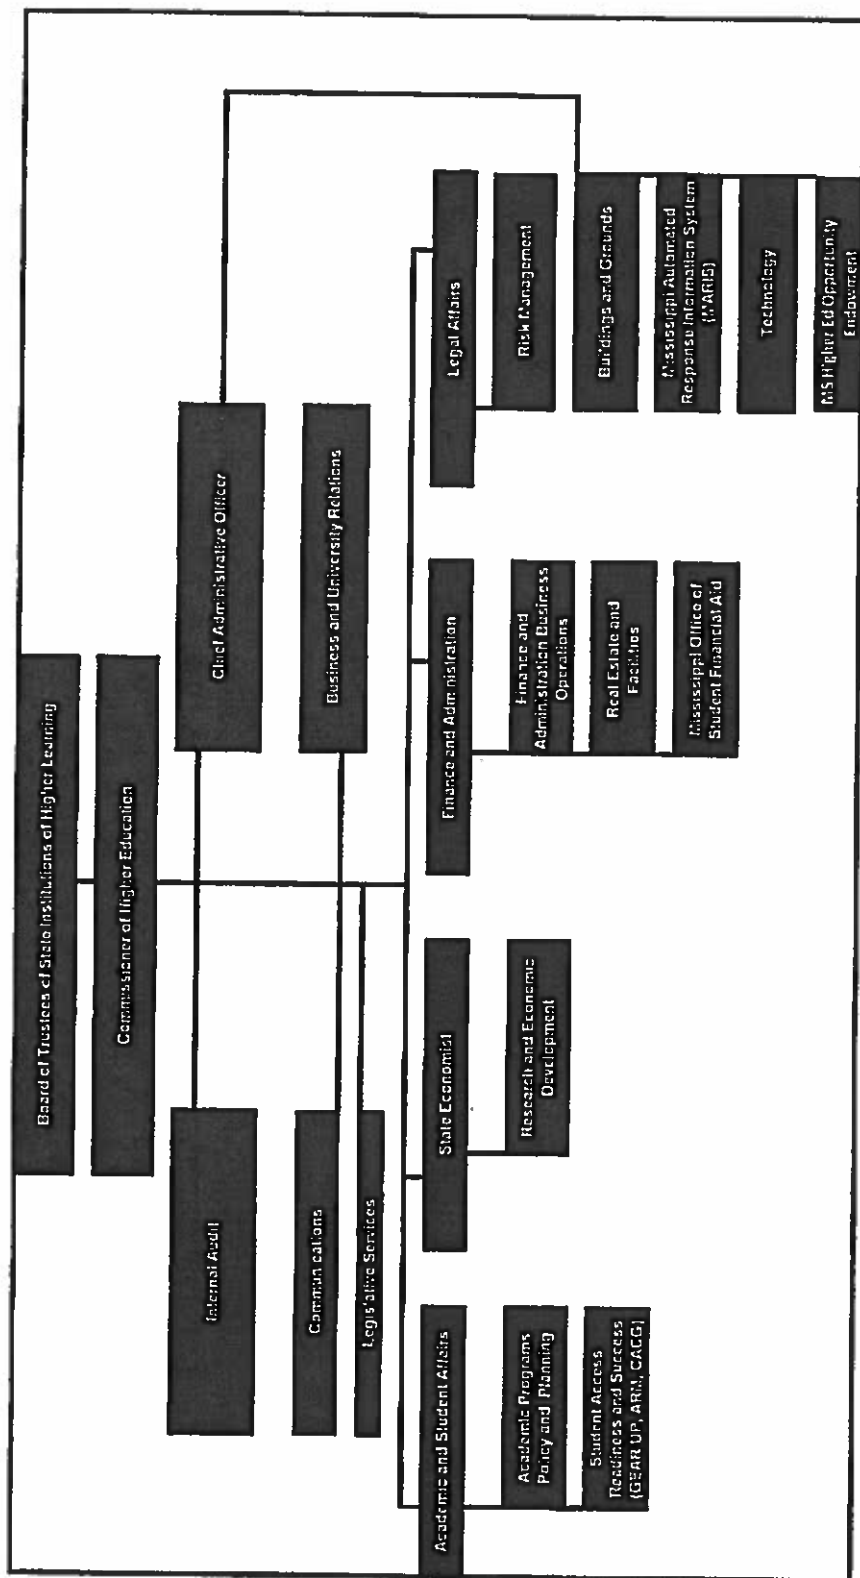 Board of Trustees of State Institutions of Higher Learning
Commissioner of Higher Education
Internal Audit
Chief Administrative Officer
Communications
Business and University Relations
Legislative Services
Academic and Student Affairs
State Economist
Finance and Administration
Legal Affairs
Academic Programs
Policy and Planning
Student Access
Readiness and Success
(GEAR UP, ARM, CACG)
Research and Economic
Development
Finance and
Administration Business
Operations
Real Estate and
Facilities
Mississippi Office of
Student Financial Aid
Risk Management
Buildings and Grounds
Mississippi Automated
Response Information System
(MARIS)
Technology
MS Higher Ed Opportunity
Endowment